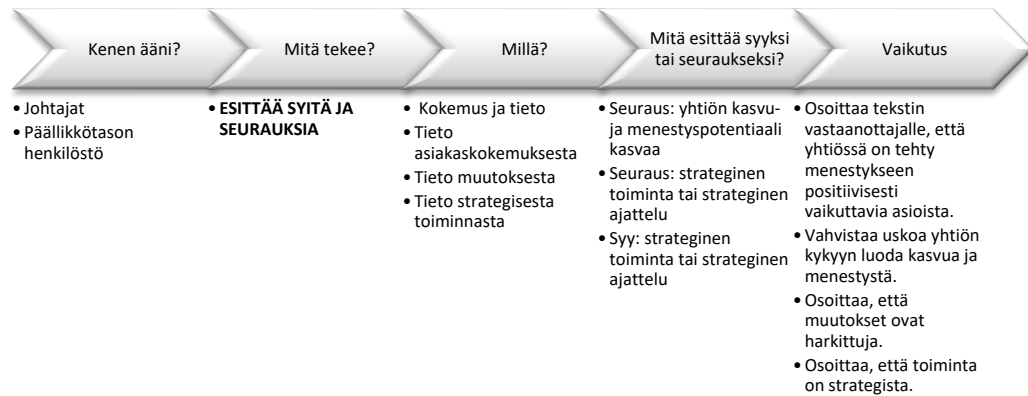 Kenen ääni?
Mitä tekee?
Millä?
Mitä esittää syyksi
tai seuraukseksi?
Vaikutus
• Johtajat
• Päällikkötason
henkilöstö
• ESITTÄÄ SYITÄ JA
SEURAUKSIA
• Kokemus ja tieto
• Tieto
asiakaskokemuksesta
• Tieto muutoksesta
• Tieto strategisesta
toiminnasta
• Seuraus: yhtiön kasvu-
ja menestyspotentiaali
kasvaa
• Seuraus: strateginen
toiminta tai strateginen
ajattelu
• Syy: strateginen
toiminta tai strateginen
ajattelu
• Osoittaa tekstin
vastaanottajalle, että
yhtiössä on tehty
menestykseen
positiivisesti
vaikuttavia asioista.
• Vahvistaa uskoa yhtiön
kykyyn luoda kasvua ja
menestystä.
• Osoittaa, että
muutokset ovat
harkittuja.
• Osoittaa, että toiminta
on strategista.